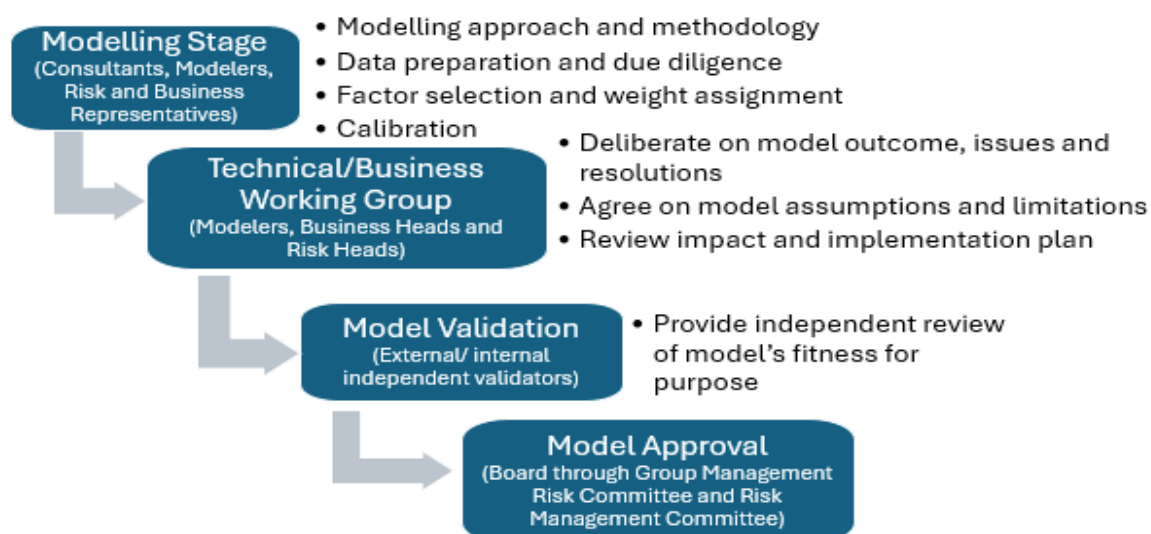 Modelling Stage
(Consultants, Modelers,
Risk and Business
Representatives)
• Modelling approach and methodology
• Data preparation and due diligence
• Factor selection and weight assignment
• Calibration
Technical/Business
Working Group
(Modelers, Business Heads and
Risk Heads)
• Deliberate on model outcome, issues and
resolutions
• Agree on model assumptions and limitations
• Review impact and implementation plan
Model Validation
(External/ internal
independent validators)
• Provide independent review
of model’s fitness for
purpose
Model Approval
(Board through Group Management
Risk Committee and Risk
Management Committee)